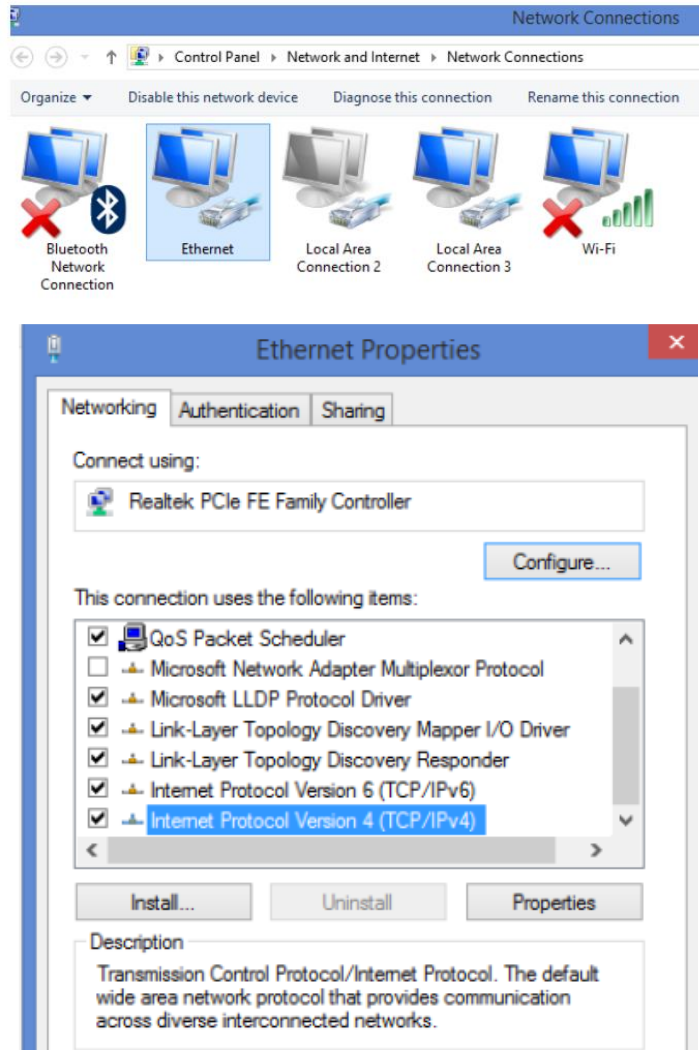 Network Connections
Control Panel Network and Internet Network Connections
Organize Disable this network device Diagnose this connection Rename this connection
Bluetooth Network Connection
Ethernet
Local Area Connection 2
Local Area Connection 3
Wi-Fi
Ethernet Properties
Networking Authentication Sharing
Connect using:
Realtek PCIe FE Family Controller
Configure...
This connection uses the following items:
QoS Packet Scheduler
Microsoft Network Adapter Multiplexor Protocol
Microsoft LLDP Protocol Driver
Link-Layer Topology Discovery Mapper I/O Driver
Link-Layer Topology Discovery Responder
Internet Protocol Version 6 (TCP/IPv6)
Internet Protocol Version 4 (TCP/IPv4)
Install... Uninstall Properties
Description
Transmission Control Protocol/Internet Protocol. The default
wide area network protocol that provides communication
across diverse interconnected networks.